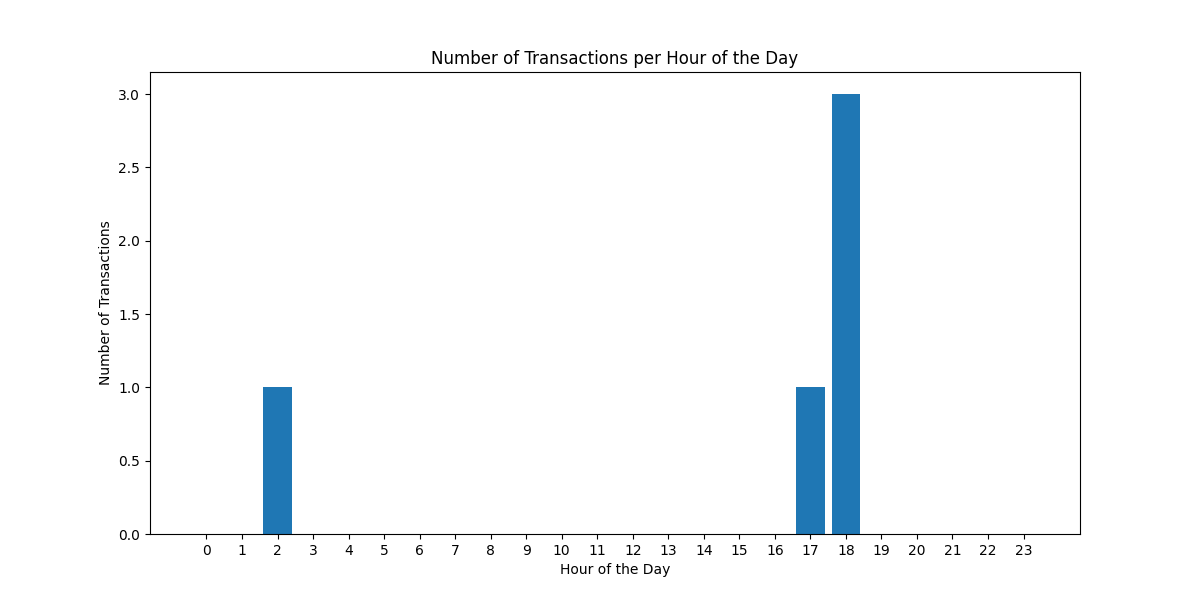 Number of Transactions per Hour of the Day
3.0
2.5
2.0
1.5
1.0
0.5
0.0
Number of Transactions
0 1 2 3 4 5 6 7 8 9 10 11 12 13 14 15 16 17 18 19 20 21 22 23
Hour of the Day